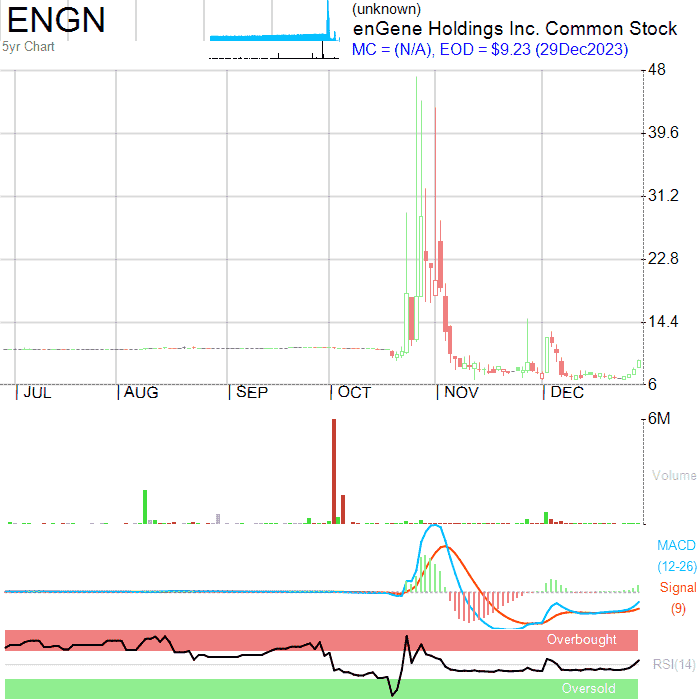 ENGN
5yr Chart
(unknown)
enGene Holdings Inc. Common Stock
MC = (N/A), EOD = $9.23 (29Dec2023)
48
39.6
31.2
22.8
14.4
6
JUL AUG SEP OCT NOV DEC
6M
Volume
MACD
(12-26)
Signal
(9)
Overbought
RSI(14)
Oversold